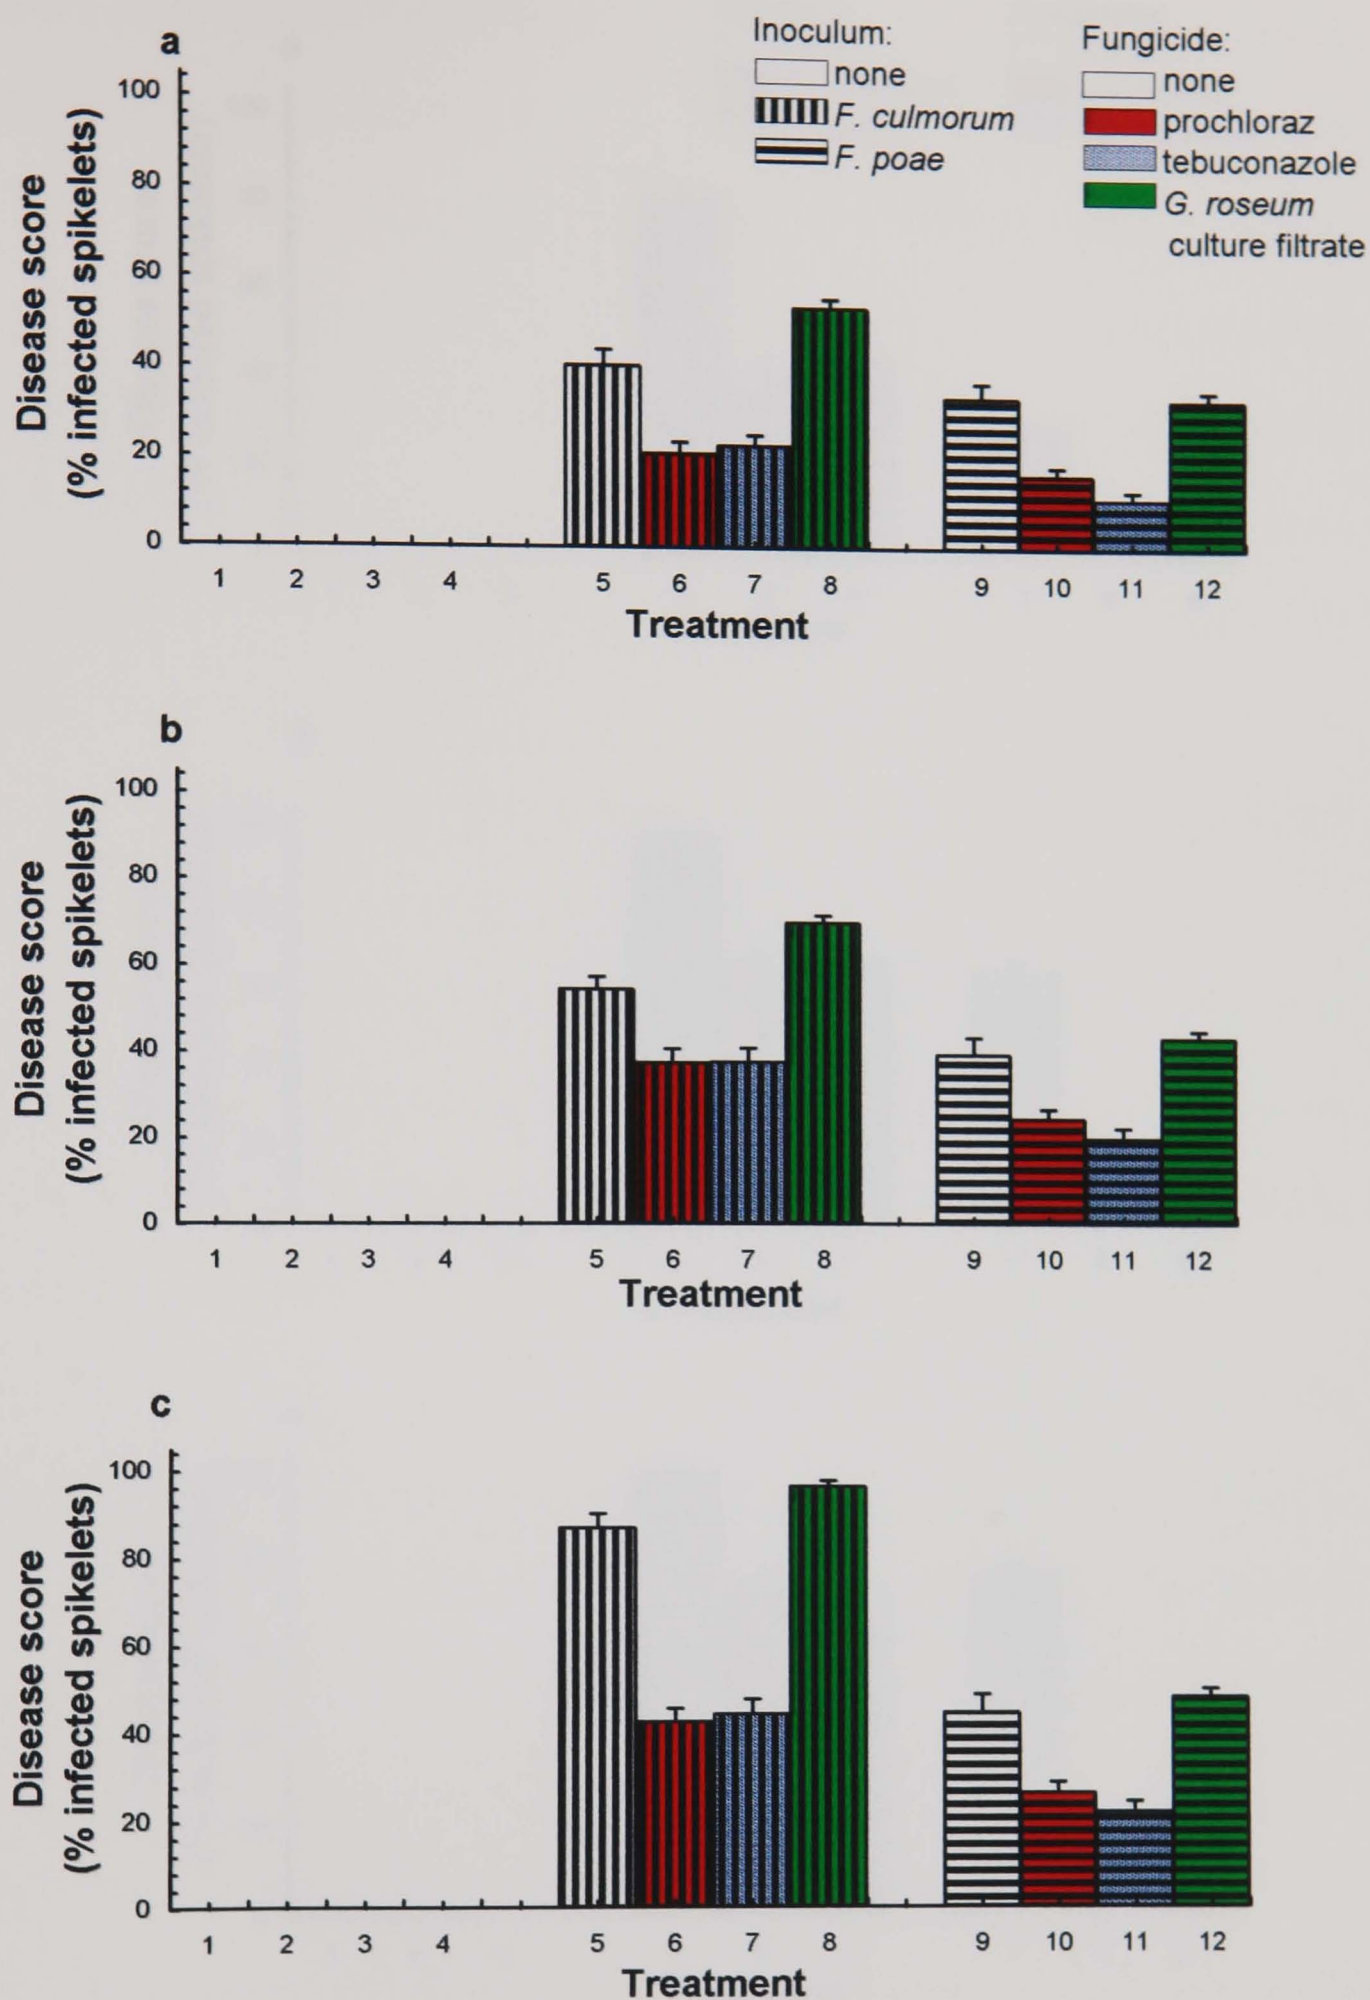 a
Inoculum:
none
F. culmorum
F. poae
Fungicide:
none
prochloraz
tebuconazole
G. roseum
culture filtrate
Disease score
(% infected spikelets)
100
80
60
40
20
0
1 2 3 4 5 6 7 8 9 10 11 12
Treatment
b
Disease score
(% infected spikelets)
100
80
60
40
20
0
1 2 3 4 5 6 7 8 9 10 11 12
Treatment
c
Disease score
(% infected spikelets)
100
80
60
40
20
0
1 2 3 4 5 6 7 8 9 10 11 12
Treatment